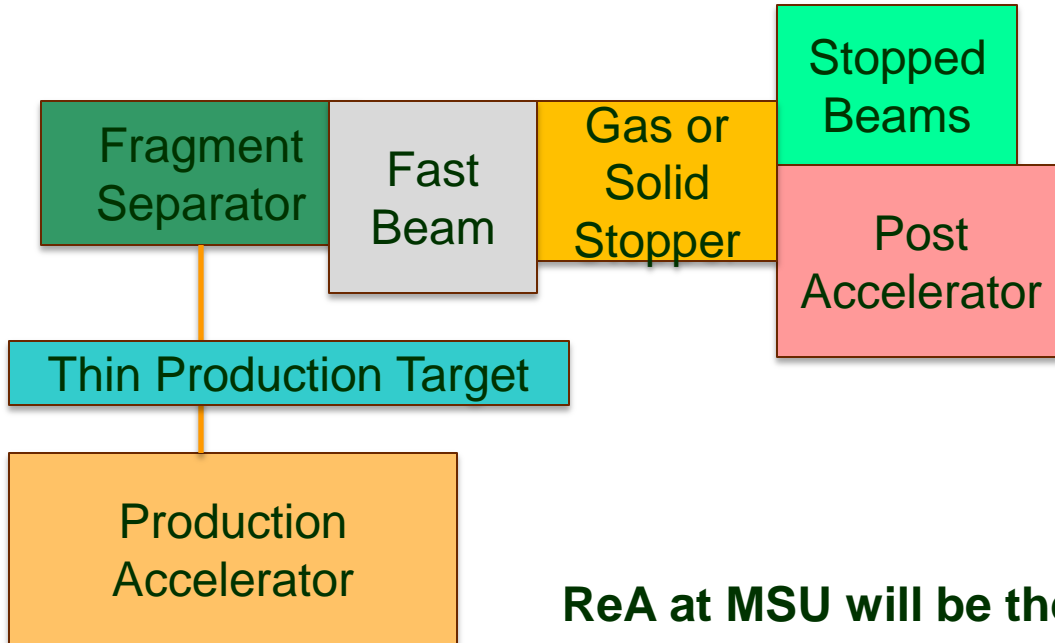 Stopped
Beams
Fragment
Separator
Fast
Beam
Gas or
Solid
Stopper
Post
Accelerator
Thin Production Target
Production
Accelerator
ReA at MSU will be the